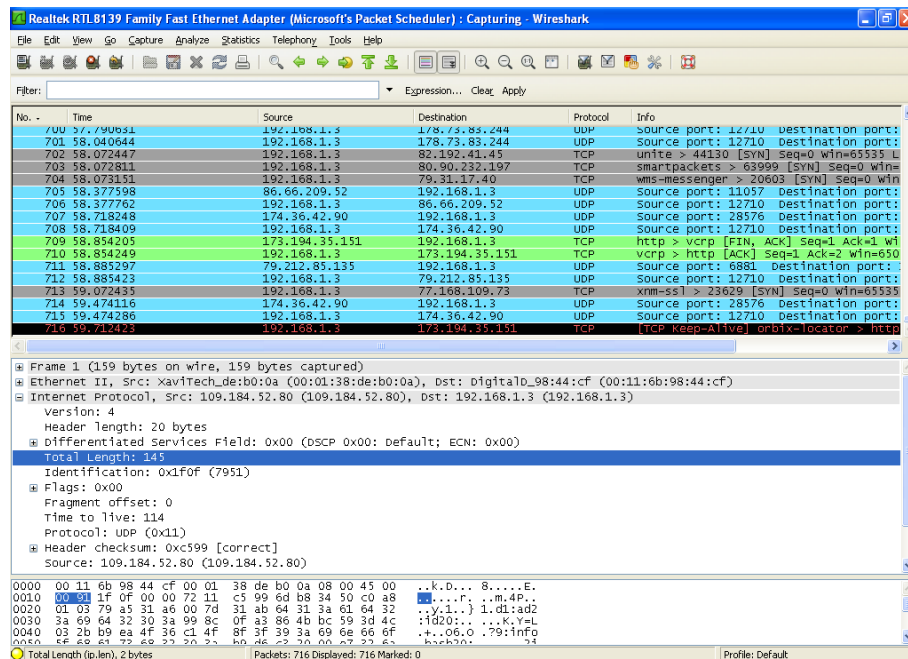 Realtek RTL8139 Family Fast Ethernet Adapter (Microsoft's Packet Scheduler) : Capturing - Wireshark
File Edit View Go Capture Analyze Statistics Telephony Tools Help
Filter: Expression... Clear Apply
No. - Time Source Destination Protocol Info
700 57.790631 192.168.1.3 178.73.83.244 UDP Source port: 12710 Destination port:
701 58.040644 192.168.1.3 178.73.83.244 UDP Source port: 12710 Destination port:
702 58.072447 192.168.1.3 82.192.41.45 TCP unite > 44130 [SYN] Seq=0 Win=65535 L
703 58.072811 192.168.1.3 80.90.232.197 TCP smartpackets > 63999 [SYN] Seq=0 Win=
704 58.073151 192.168.1.3 79.31.17.40 TCP wms-messenger > 20603 [SYN] Seq=0 Win
705 58.377598 86.66.209.52 192.168.1.3 UDP Source port: 11057 Destination port:
706 58.377762 192.168.1.3 86.66.209.52 UDP Source port: 12710 Destination port:
707 58.718248 174.36.42.90 192.168.1.3 UDP Source port: 28576 Destination port:
708 58.718409 192.168.1.3 174.36.42.90 UDP Source port: 12710 Destination port:
709 58.854205 173.194.35.151 192.168.1.3 TCP http > vcrp [FIN, ACK] Seq=1 Ack=1 Wi
710 58.854249 192.168.1.3 173.194.35.151 TCP vcrp > http [ACK] Seq=1 Ack=2 Win=650
711 58.885297 79.212.85.135 192.168.1.3 UDP Source port: 6881 Destination port:
712 58.885423 192.168.1.3 79.212.85.135 UDP Source port: 12710 Destination port:
713 59.072435 192.168.1.3 77.168.109.73 TCP xnm-ssl > 23629 [SYN] Seq=0 Win=65535
714 59.474116 174.36.42.90 192.168.1.3 UDP Source port: 28576 Destination port:
715 59.474286 192.168.1.3 174.36.42.90 UDP Source port: 12710 Destination port:
716 59.712423 192.168.1.3 173.194.35.151 TCP [TCP Keep-Alive] orbix-locator > http
Frame 1 (159 bytes on wire, 159 bytes captured)
Ethernet II, Src: XaviTech_de:b0:0a (00:01:38:de:b0:0a), Dst: DigitalD_98:44:cf (00:11:6b:98:44:cf)
Internet Protocol, Src: 109.184.52.80 (109.184.52.80), Dst: 192.168.1.3 (192.168.1.3)
Version: 4
Header length: 20 bytes
Differentiated Services Field: 0x00 (DSCP 0x00: Default; ECN: 0x00)
Total Length: 145
Identification: 0x1f0f (7951)
Flags: 0x00
Fragment offset: 0
Time to live: 114
Protocol: UDP (0x11)
Header checksum: 0xc599 [correct]
Source: 109.184.52.80 (109.184.52.80)
0000 00 11 6b 98 44 cf 00 01 38 de b0 0a 08 00 45 00 ..k.D... 8.....E.
0010 00 91 1f 0f 00 00 72 11 c5 99 6d b8 34 50 c0 a8 ......r. ..m.4P..
0020 01 03 79 a5 31 a6 00 7d 31 ab 64 31 3a 61 64 32 ..y.1..} 1.d1:ad2
0030 3a 69 64 32 30 3a 99 8c 0f a3 86 4b bc 59 3d 4c :id20:.. ...K.Y=L
0040 03 2b b9 ea 4f 36 c1 4f 8f 3f 39 3a 69 6e 66 6f .+..O6.O .?9:info
Total Length (ip.len), 2 bytes Packets: 716 Displayed: 716 Marked: 0 Profile: Default